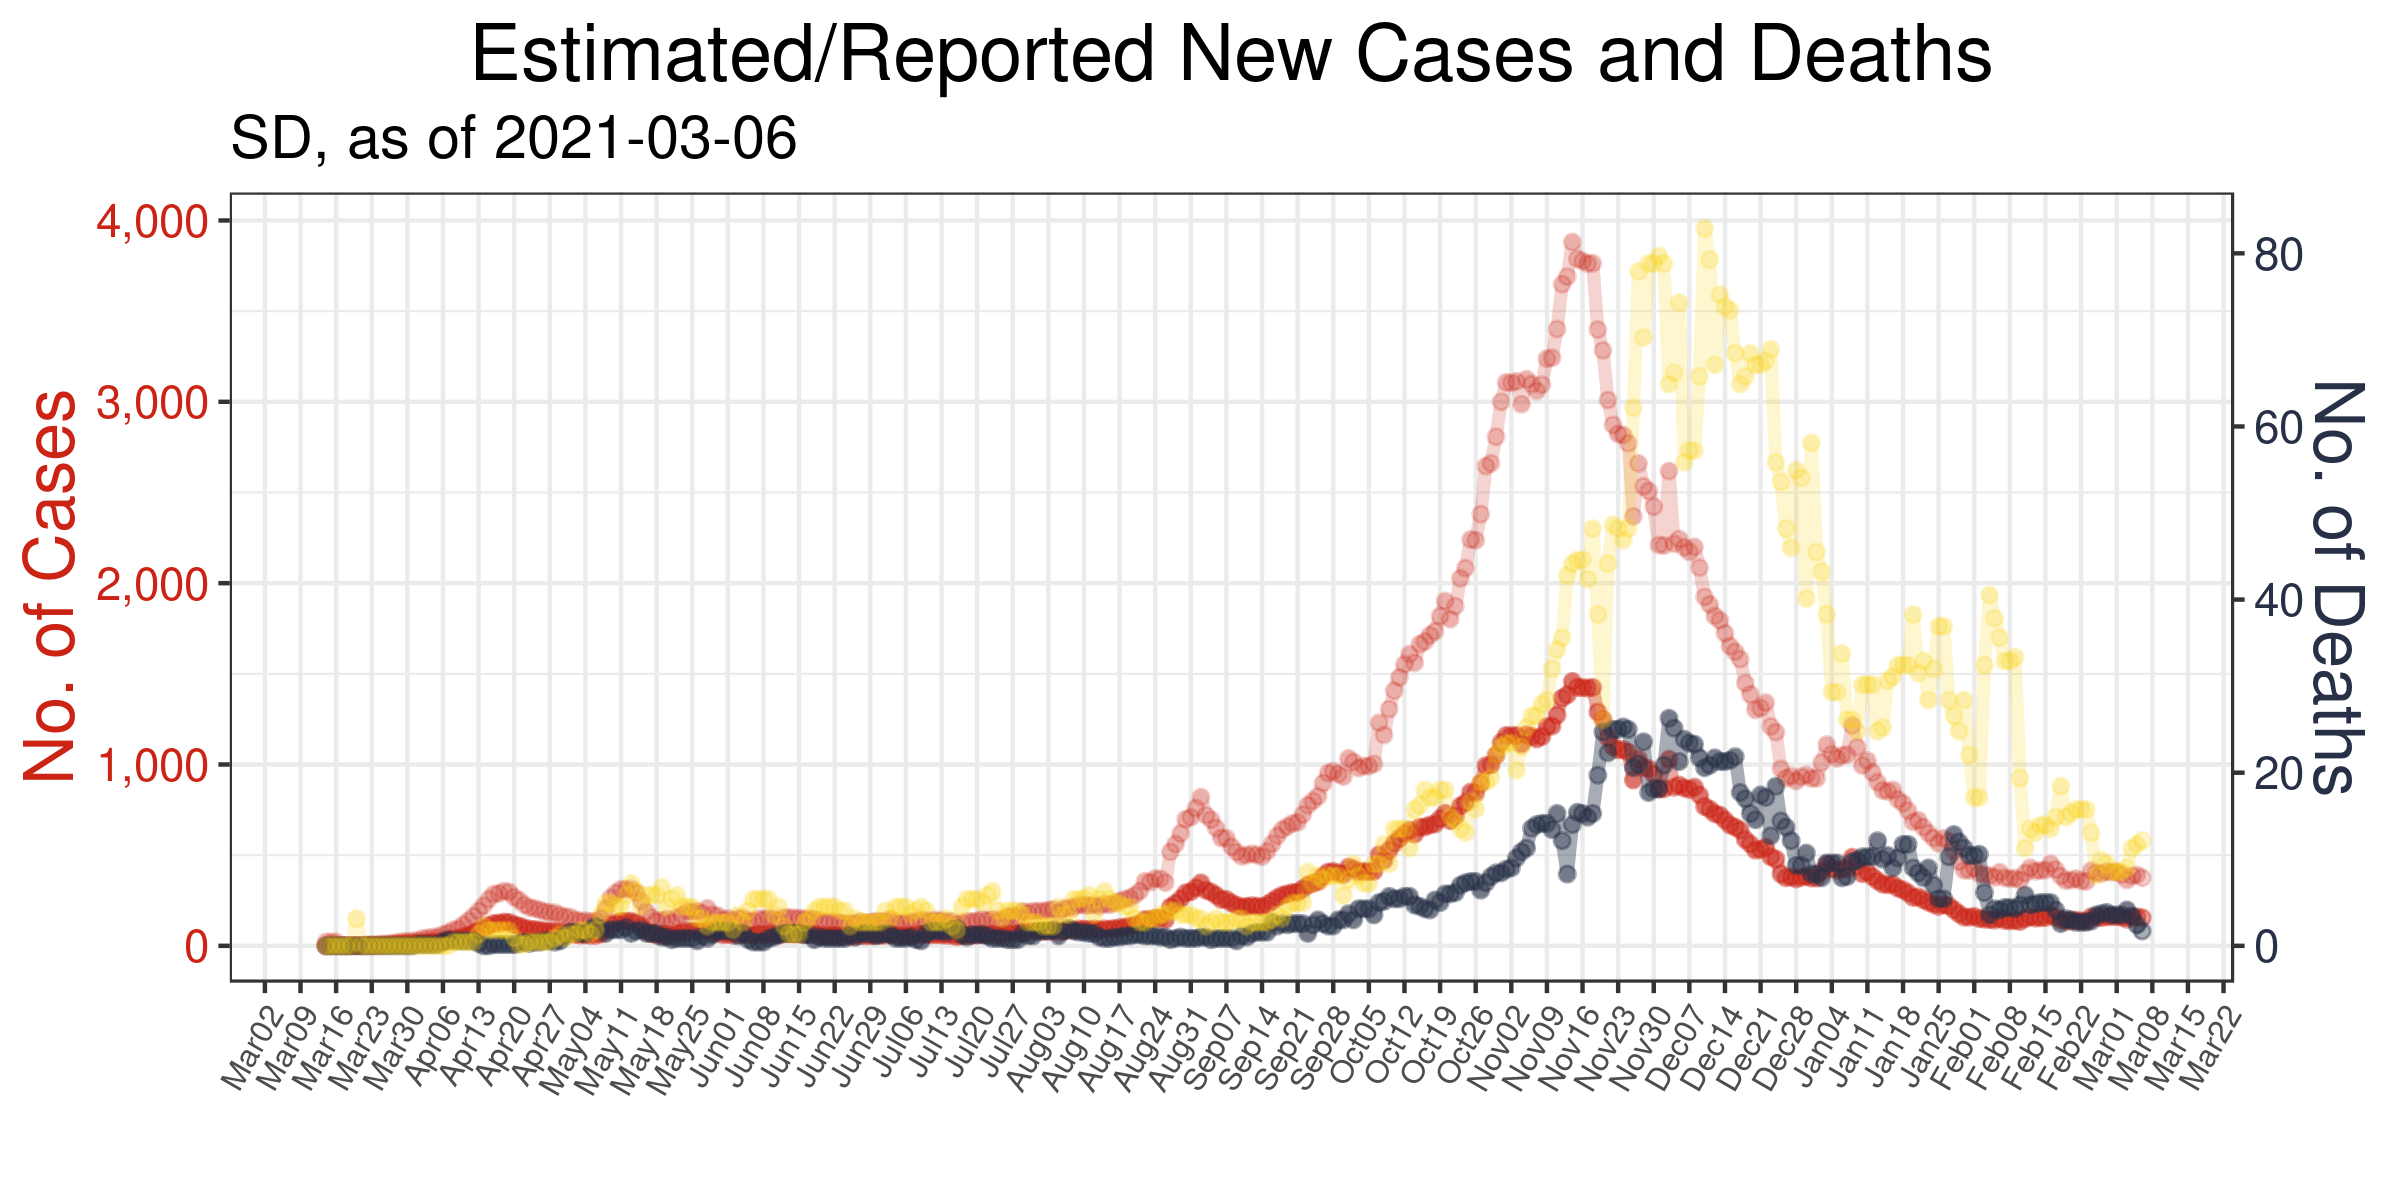 Estimated/Reported New Cases and Deaths
SD, as of 2021-03-06
No. of Cases
4,000
3,000
2,000
1,000
0
No. of Deaths
80
60
40
20
0
Mar02
Mar09
Mar16
Mar23
Mar30
Apr06
Apr13
Apr20
Apr27
May04
May11
May18
May25
Jun01
Jun08
Jun15
Jun22
Jun29
Jul06
Jul13
Jul20
Jul27
Aug03
Aug10
Aug17
Aug24
Aug31
Sep07
Sep14
Sep21
Sep28
Oct05
Oct12
Oct19
Oct26
Nov02
Nov09
Nov16
Nov23
Nov30
Dec07
Dec14
Dec21
Dec28
Jan04
Jan11
Jan18
Jan25
Feb01
Feb08
Feb15
Feb22
Mar01
Mar08
Mar15
Mar22